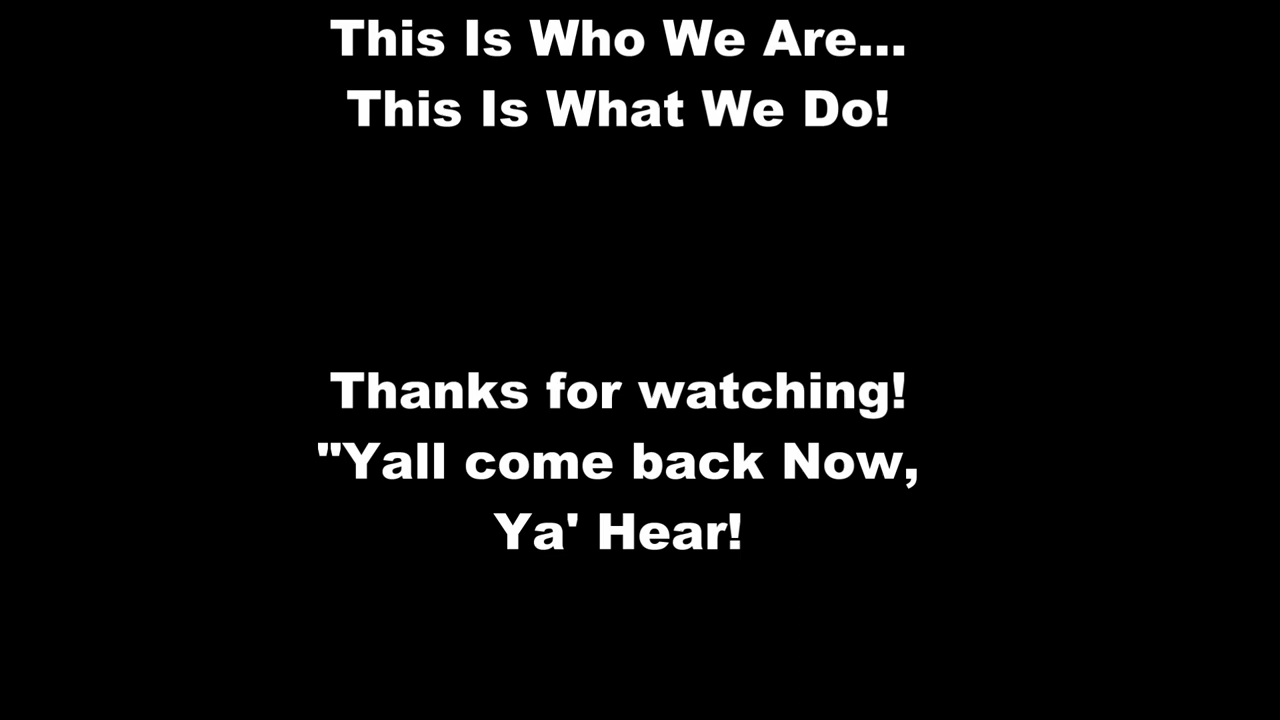 This Is Who We Are...
This Is What We Do!
Thanks for watching!
"Yall come back Now,
Ya' Hear!